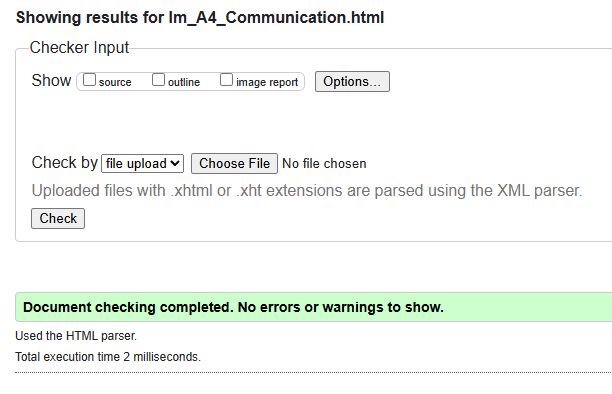 Showing results for lm_A4_Communication.html
Checker Input
Show source outline image report Options...
Check by file upload Choose File No file chosen
Uploaded files with .xhtml or .xht extensions are parsed using the XML parser.
Check
Document checking completed. No errors or warnings to show.
Used the HTML parser.
Total execution time 2 milliseconds.